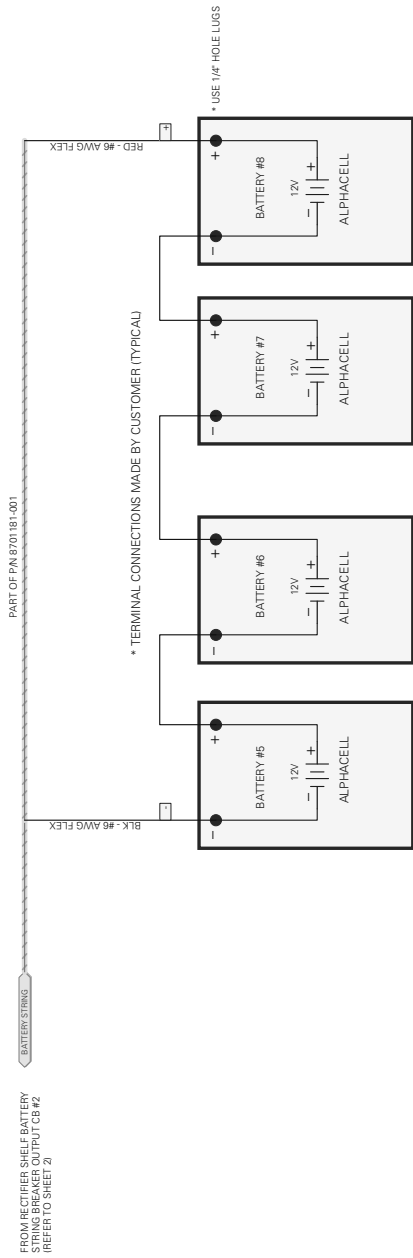 FROM RECTIFIER SHELF BATTERY
STRING BREAKER OUTPUT CB #2
(REFER TO SHEET 2)
BATTERY STRING
PART OF P/N 8701181-001
BLK - #6 AWG FLEX
-
RED - #6 AWG FLEX
+
* TERMINAL CONNECTIONS MADE BY CUSTOMER (TYPICAL)
* USE 1/4" HOLE LUGS
– +
BATTERY #5
12V
– +
ALPHACELL
– +
BATTERY #6
12V
– +
ALPHACELL
– +
BATTERY #7
12V
– +
ALPHACELL
– +
BATTERY #8
12V
– +
ALPHACELL